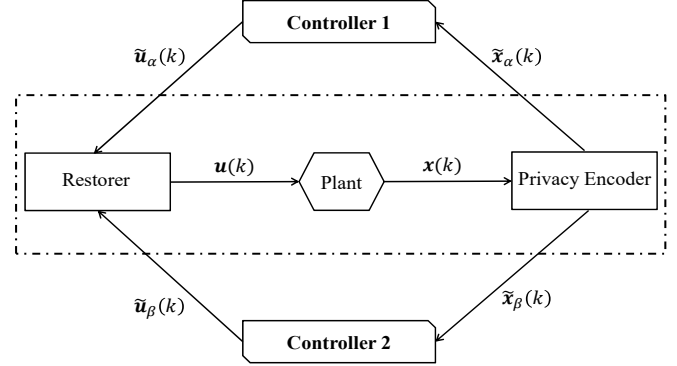 Controller 1
ũ_α(k)
x̃_α(k)
Restorer
u(k)
Plant
x(k)
Privacy Encoder
ũ_β(k)
x̃_β(k)
Controller 2